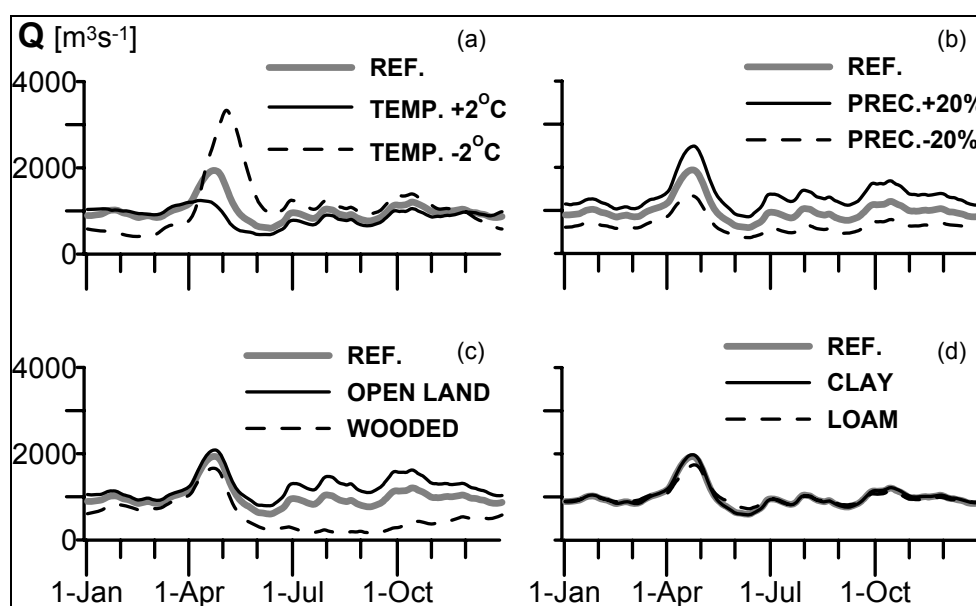 Q [m³s⁻¹]
(a)
REF.
TEMP. +2°C
TEMP. -2°C
4000
2000
0
(b)
REF.
PREC.+20%
PREC.-20%
1-Apr
(c)
REF.
OPEN LAND
WOODED
4000
2000
0
1-Jan
1-Apr
1-Jul
1-Oct
(d)
REF.
CLAY
LOAM
1-Jan
1-Apr
1-Jul
1-Oct